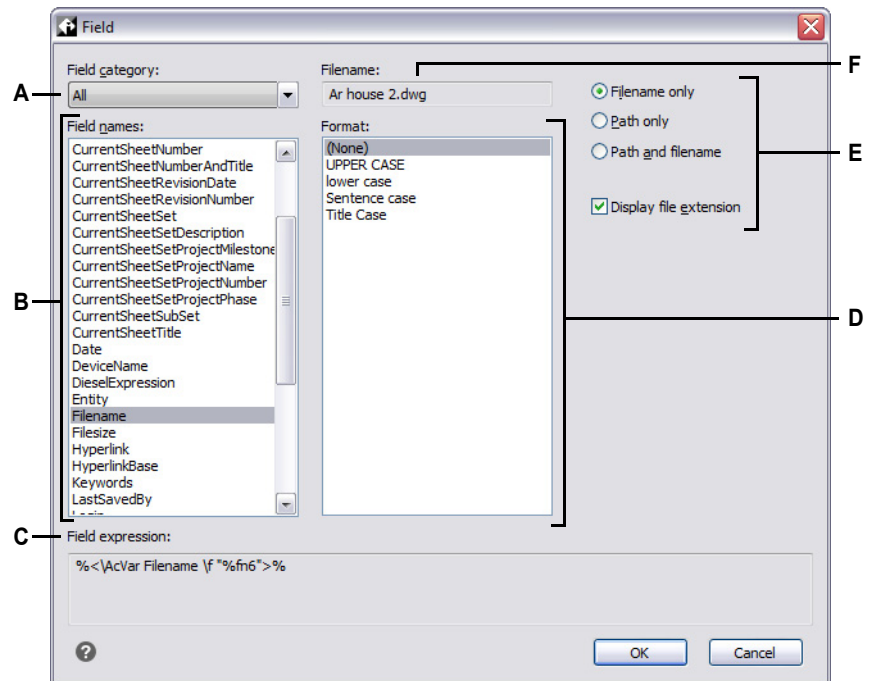 Field
Field category:
Filename:
F
A
All
Ar house 2.dwg
Filename only
Path only
Path and filename
Display file extension
E
Field names:
Format:
B
CurrentSheetNumber
CurrentSheetNumberAndTitle
CurrentSheetRevisionDate
CurrentSheetRevisionNumber
CurrentSheetSet
CurrentSheetSetDescription
CurrentSheetSetProjectMilestone
CurrentSheetSetProjectName
CurrentSheetSetProjectNumber
CurrentSheetSetProjectPhase
CurrentSheetSubSet
CurrentSheetTitle
Date
DeviceName
DieselExpression
Entity
Filename
Filesize
Hyperlink
HyperlinkBase
Keywords
LastSavedBy
(None)
UPPER CASE
lower case
Sentence case
Title Case
D
C
Field expression:
%<\AcVar Filename \f "%fn6">%
?
OK
Cancel